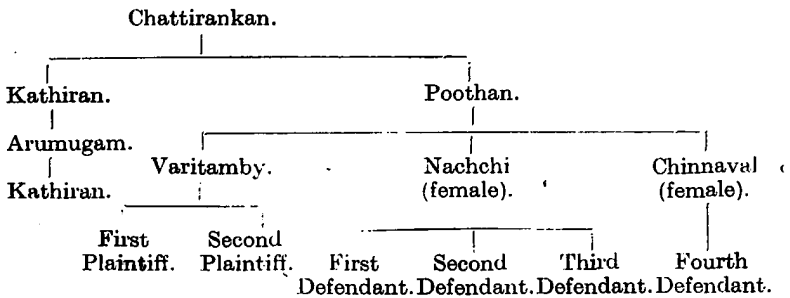 Chattirankan.
Kathiran. Poothan.
Arumugam.
Varitamby. Nachchi Chinnaval
Kathiran. (female). (female).
First Second
Plaintiff. Plaintiff. First Second Third Fourth
Defendant. Defendant. Defendant. Defendant.